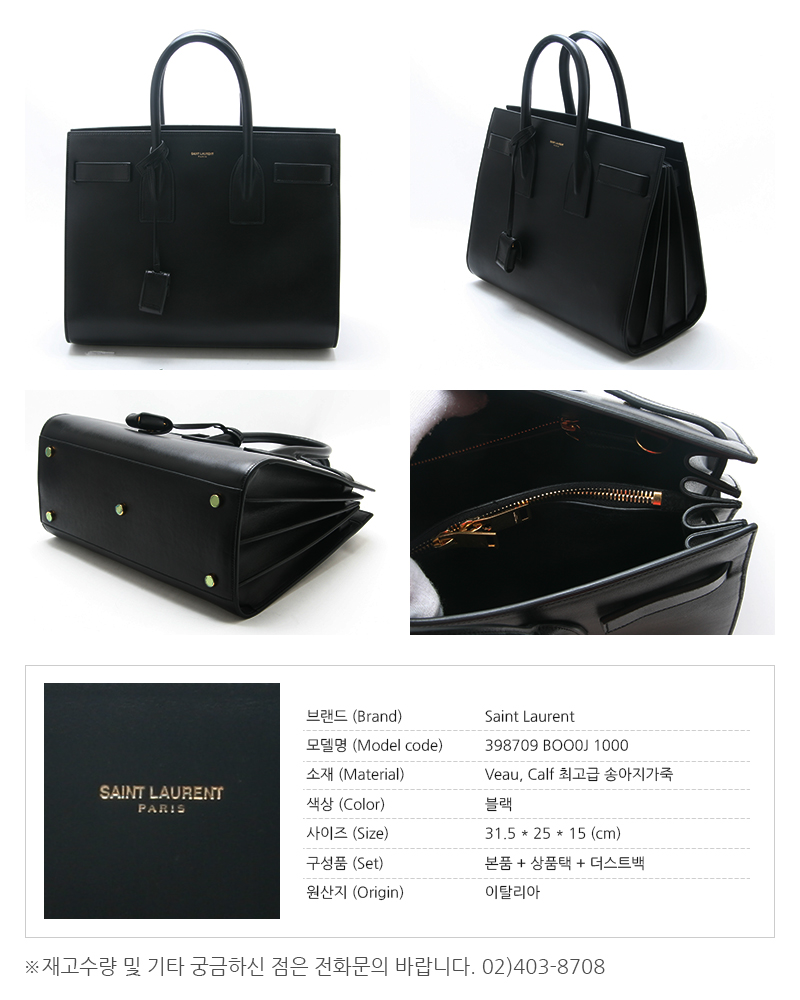 SAINT LAURENT
PARIS
SAINT LAURENT
PARIS
SAINT LAURENT
PARIS
브랜드 (Brand) Saint Laurent
모델명 (Model code) 398709 BOO0J 1000
소재 (Material) Veau, Calf 최고급 송아지가죽
색상 (Color) 블랙
사이즈 (Size) 31.5 * 25 * 15 (cm)
구성품 (Set) 본품 + 상품택 + 더스트백
원산지 (Origin) 이탈리아
※재고수량 및 기타 궁금하신 점은 전화문의 바랍니다. 02)403-8708